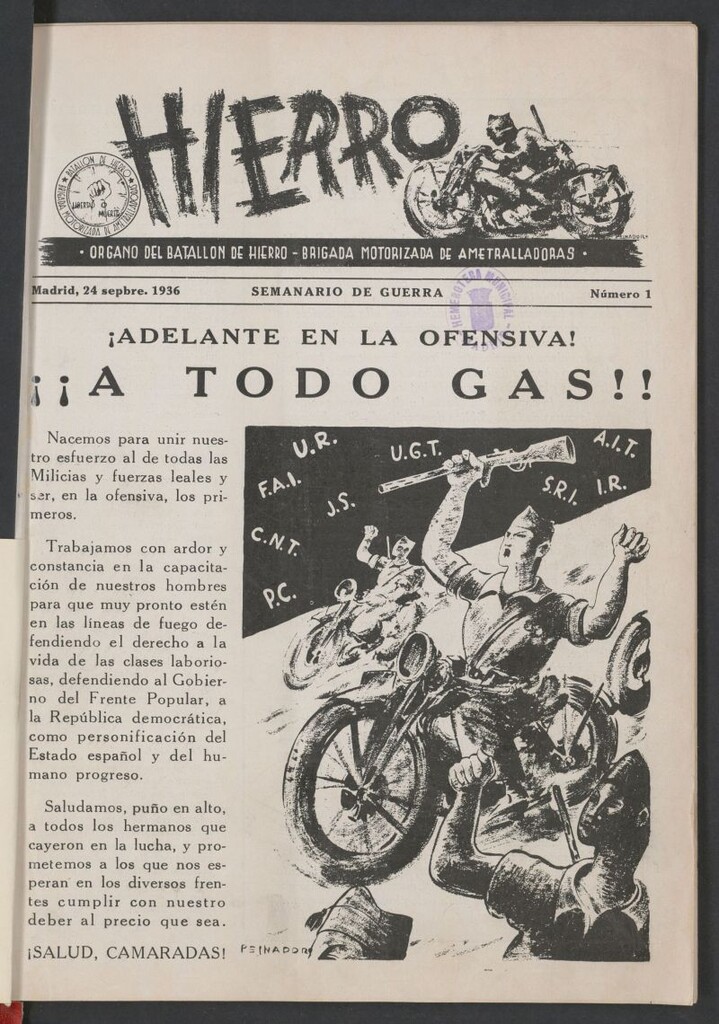 HIERRO
BATALLON DE HIERRO
BRIGADA MOTORIZADA DE AMETRALLADORAS
LIBERTAD O MUERTE
· ORGANO DEL BATALLON DE HIERRO - BRIGADA MOTORIZADA DE AMETRALLADORAS ·
Madrid, 24 sepbre. 1936 SEMANARIO DE GUERRA Número 1
HEMEROTECA MUNICIPAL
¡ADELANTE EN LA OFENSIVA!
¡¡A TODO GAS!!
Nacemos para unir nues-
tro esfuerzo al de todas las
Milicias y fuerzas leales y
ser, en la ofensiva, los pri-
meros.
Trabajamos con ardor y
constancia en la capacita-
ción de nuestros hombres
para que muy pronto estén
en las líneas de fuego de-
fendiendo el derecho a la
vida de las clases laborio-
sas, defendiendo al Gobier-
no del Frente Popular, a
la República democrática,
como personificación del
Estado español y del hu-
mano progreso.
Saludamos, puño en alto,
a todos los hermanos que
cayeron en la lucha, y pro-
metemos a los que nos es-
peran en los diversos fren-
tes cumplir con nuestro
deber al precio que sea.
¡SALUD, CAMARADAS!
U.R.
U.G.T.
A.I.T.
F.A.I.
J.S.
S.R.I.
I.R.
C.N.T.
P.C.
PEINADOR